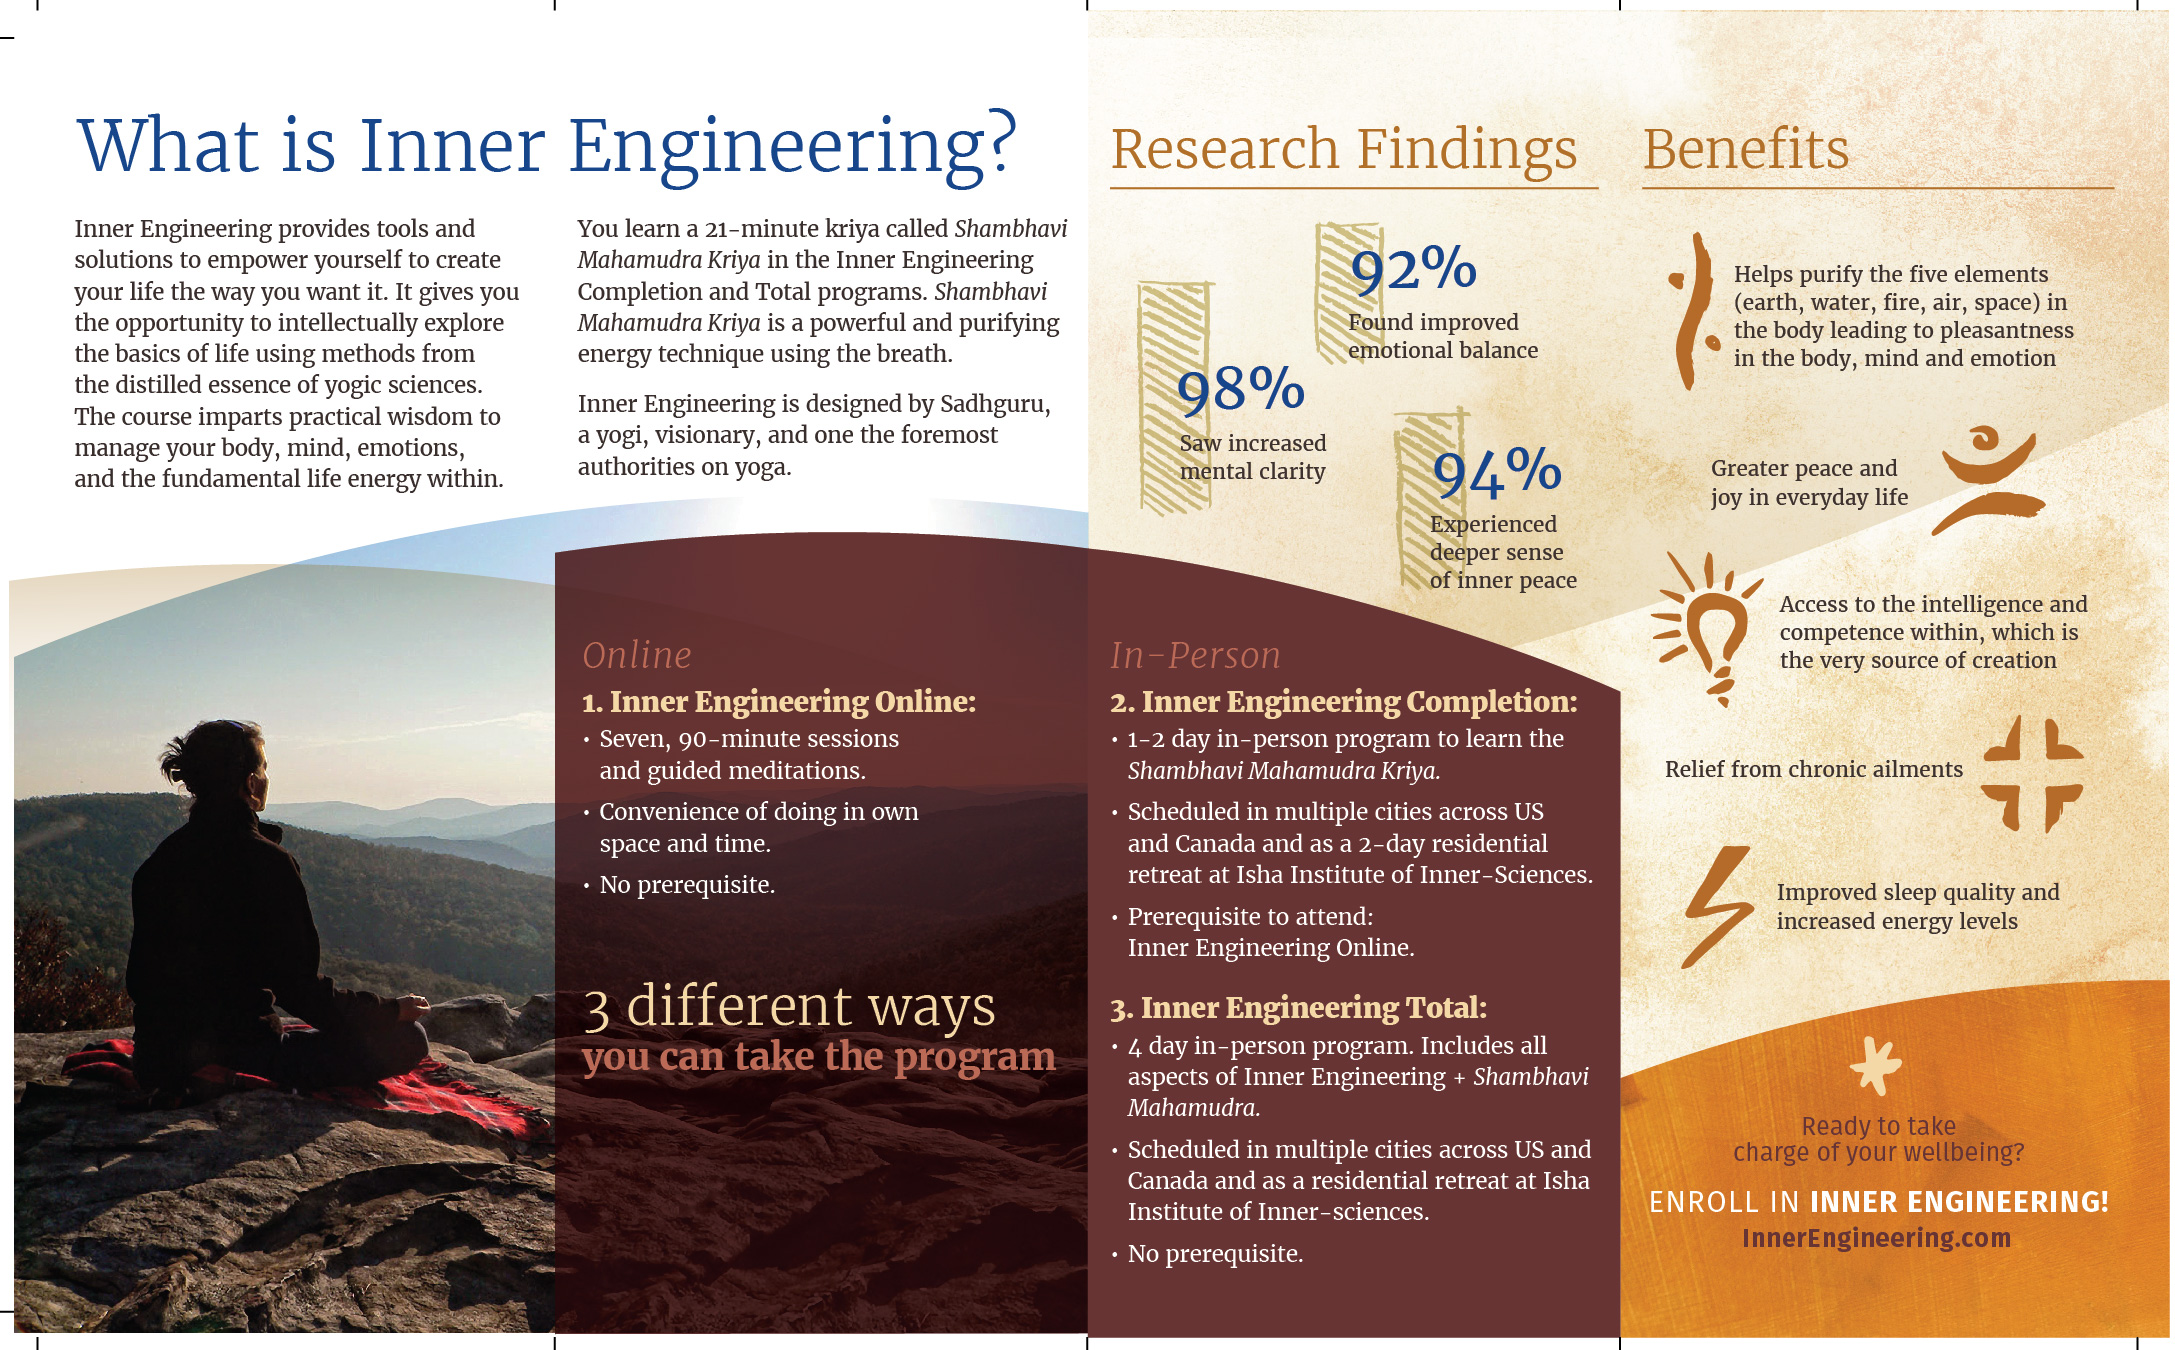 What is Inner Engineering?
Inner Engineering provides tools and
solutions to empower yourself to create
your life the way you want it. It gives you
the opportunity to intellectually explore
the basics of life using methods from
the distilled essence of yogic sciences.
The course imparts practical wisdom to
manage your body, mind, emotions,
and the fundamental life energy within.
You learn a 21-minute kriya called Shambhavi
Mahamudra Kriya in the Inner Engineering
Completion and Total programs. Shambhavi
Mahamudra Kriya is a powerful and purifying
energy technique using the breath.
Inner Engineering is designed by Sadhguru,
a yogi, visionary, and one the foremost
authorities on yoga.
Online
1. Inner Engineering Online:
• Seven, 90-minute sessions
and guided meditations.
• Convenience of doing in own
space and time.
• No prerequisite.
3 different ways
you can take the program
Research Findings
92%
Found improved
emotional balance
98%
Saw increased
mental clarity
94%
Experienced
deeper sense
of inner peace
In-Person
2. Inner Engineering Completion:
• 1-2 day in-person program to learn the
Shambhavi Mahamudra Kriya.
• Scheduled in multiple cities across US
and Canada and as a 2-day residential
retreat at Isha Institute of Inner-Sciences.
• Prerequisite to attend:
Inner Engineering Online.
3. Inner Engineering Total:
• 4 day in-person program. Includes all
aspects of Inner Engineering + Shambhavi
Mahamudra.
• Scheduled in multiple cities across US and
Canada and as a residential retreat at Isha
Institute of Inner-sciences.
• No prerequisite.
Benefits
Helps purify the five elements
(earth, water, fire, air, space) in
the body leading to pleasantness
in the body, mind and emotion
Greater peace and
joy in everyday life
Access to the intelligence and
competence within, which is
the very source of creation
Relief from chronic ailments
Improved sleep quality and
increased energy levels
Ready to take
charge of your wellbeing?
ENROLL IN INNER ENGINEERING!
InnerEngineering.com